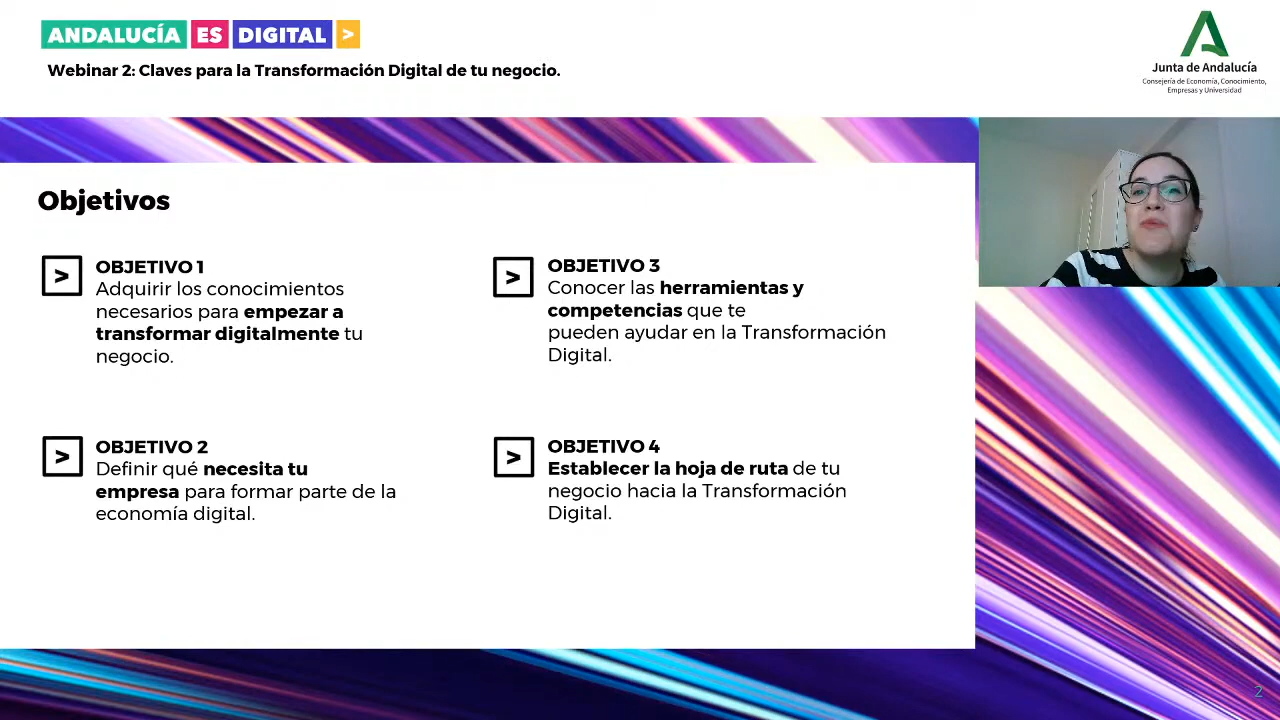 ANDALUCÍA ES DIGITAL >
Webinar 2: Claves para la Transformación Digital de tu negocio.
Junta de Andalucía
Consejería de Economía, Conocimiento,
Empresas y Universidad
Objetivos
>
OBJETIVO 1
Adquirir los conocimientos
necesarios para empezar a
transformar digitalmente tu
negocio.
>
OBJETIVO 2
Definir qué necesita tu
empresa para formar parte de la
economía digital.
>
OBJETIVO 3
Conocer las herramientas y
competencias que te
pueden ayudar en la Transformación
Digital.
>
OBJETIVO 4
Establecer la hoja de ruta de tu
negocio hacia la Transformación
Digital.
2